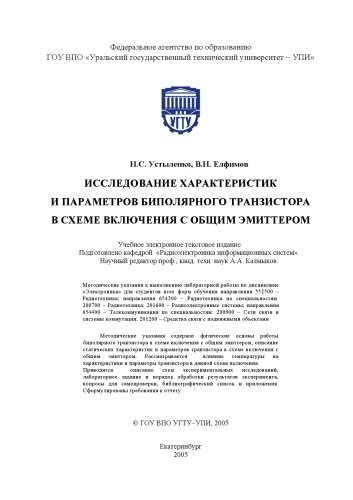 Федеральное агентство по образованию
ГОУ ВПО «Уральский государственный технический университет – УПИ»
УГТУ
Н.С. Устыленко, В.И. Елфимов
ИССЛЕДОВАНИЕ ХАРАКТЕРИСТИК
И ПАРАМЕТРОВ БИПОЛЯРНОГО ТРАНЗИСТОРА
В СХЕМЕ ВКЛЮЧЕНИЯ С ОБЩИМ ЭМИТТЕРОМ
Учебное электронное текстовое издание
Подготовлено кафедрой «Радиоэлектроника информационных систем».
Научный редактор проф., канд. техн. наук А.А. Калмыков.
Методические указания к выполнению лабораторной работы по дисциплине
«Электроника» для студентов всех форм обучения направления 552500 –
Радиотехника; направления 654200 – Радиотехника по специальностям:
200700 – Радиотехника; 201600 – Радиоэлектронные системы; направления
654400 – Телекоммуникации по специальностям: 200900 – Сети связи и
системы коммутации; 201200 – Средства связи с подвижными объектами
Методические указания содержат физические основы работы
биполярного транзистора в схеме включения с общим эмиттером, описание
статических характеристик и параметров транзистора в схеме включения с
общим эмиттером. Рассматривается влияние температуры на
характеристики и параметры транзистора в данной схеме включения.
Приводится описание схем экспериментальных исследований,
лабораторное задание и порядок обработки результатов эксперимента,
вопросы для самопроверки, библиографический список и приложения.
Сформулированы требования к отчету.
© ГОУ ВПО УГТУ–УПИ, 2005
Екатеринбург
2005